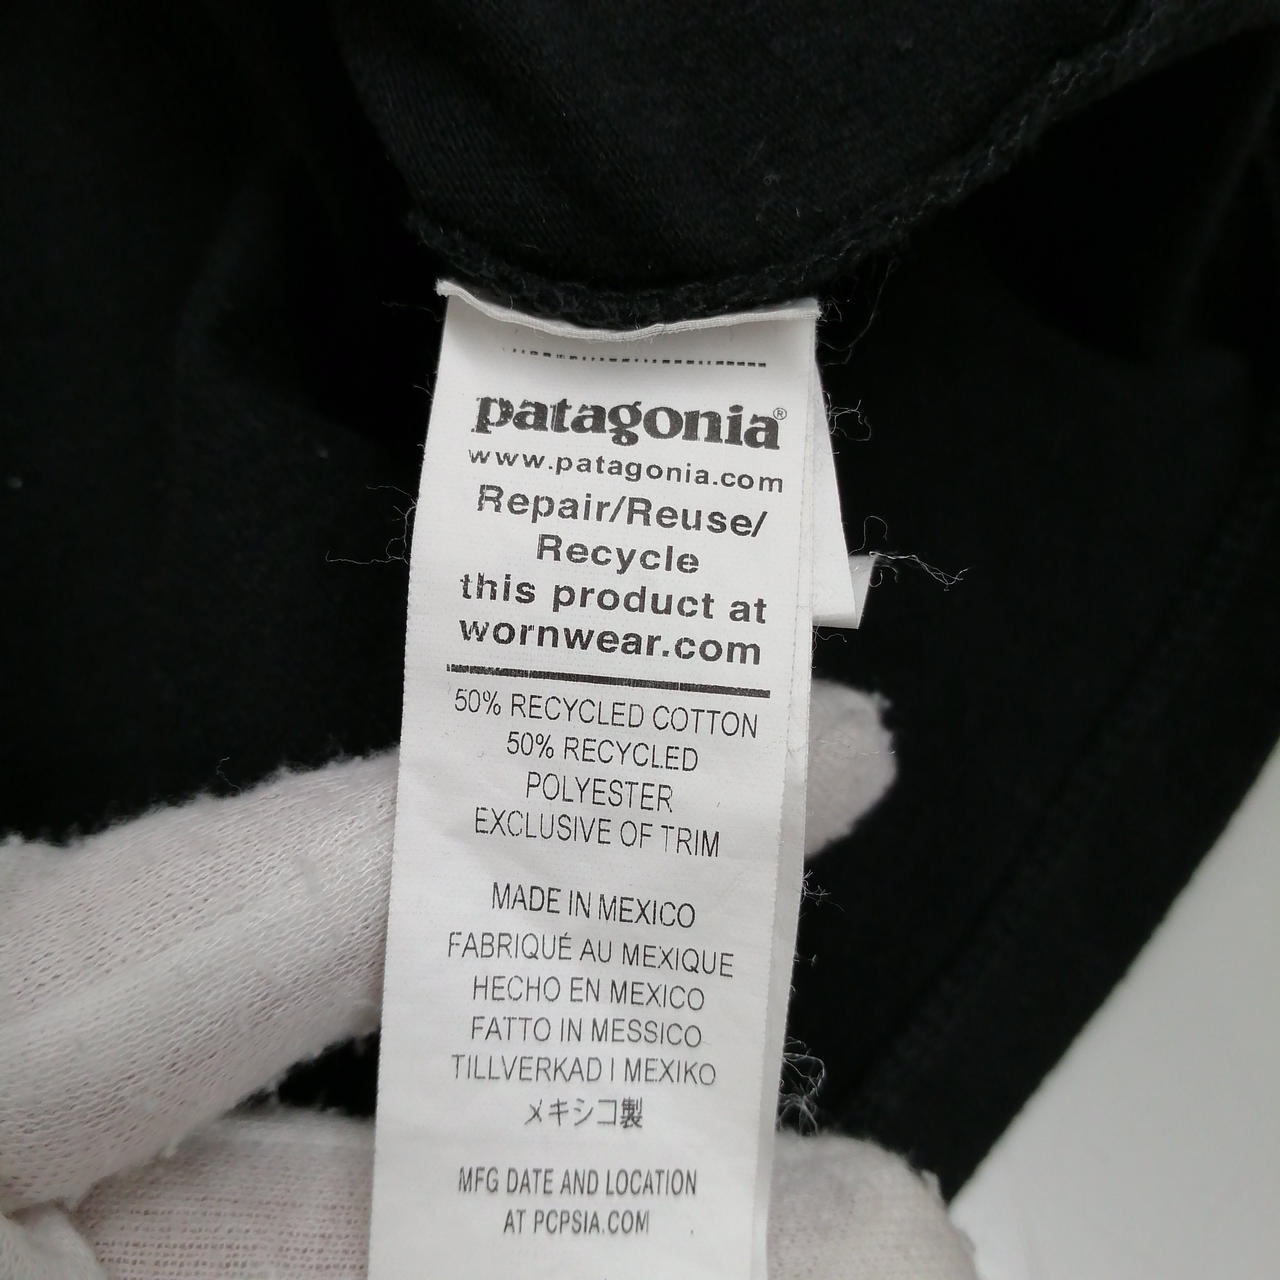 patagonia®
www.patagonia.com
Repair/Reuse/
Recycle
this product at
wornwear.com
50% RECYCLED COTTON
50% RECYCLED
POLYESTER
EXCLUSIVE OF TRIM
MADE IN MEXICO
FABRIQUÉ AU MEXIQUE
HECHO EN MEXICO
FATTO IN MESSICO
TILLVERKAD I MEXIKO
メキシコ製
MFG DATE AND LOCATION
AT PCPSIA.COM